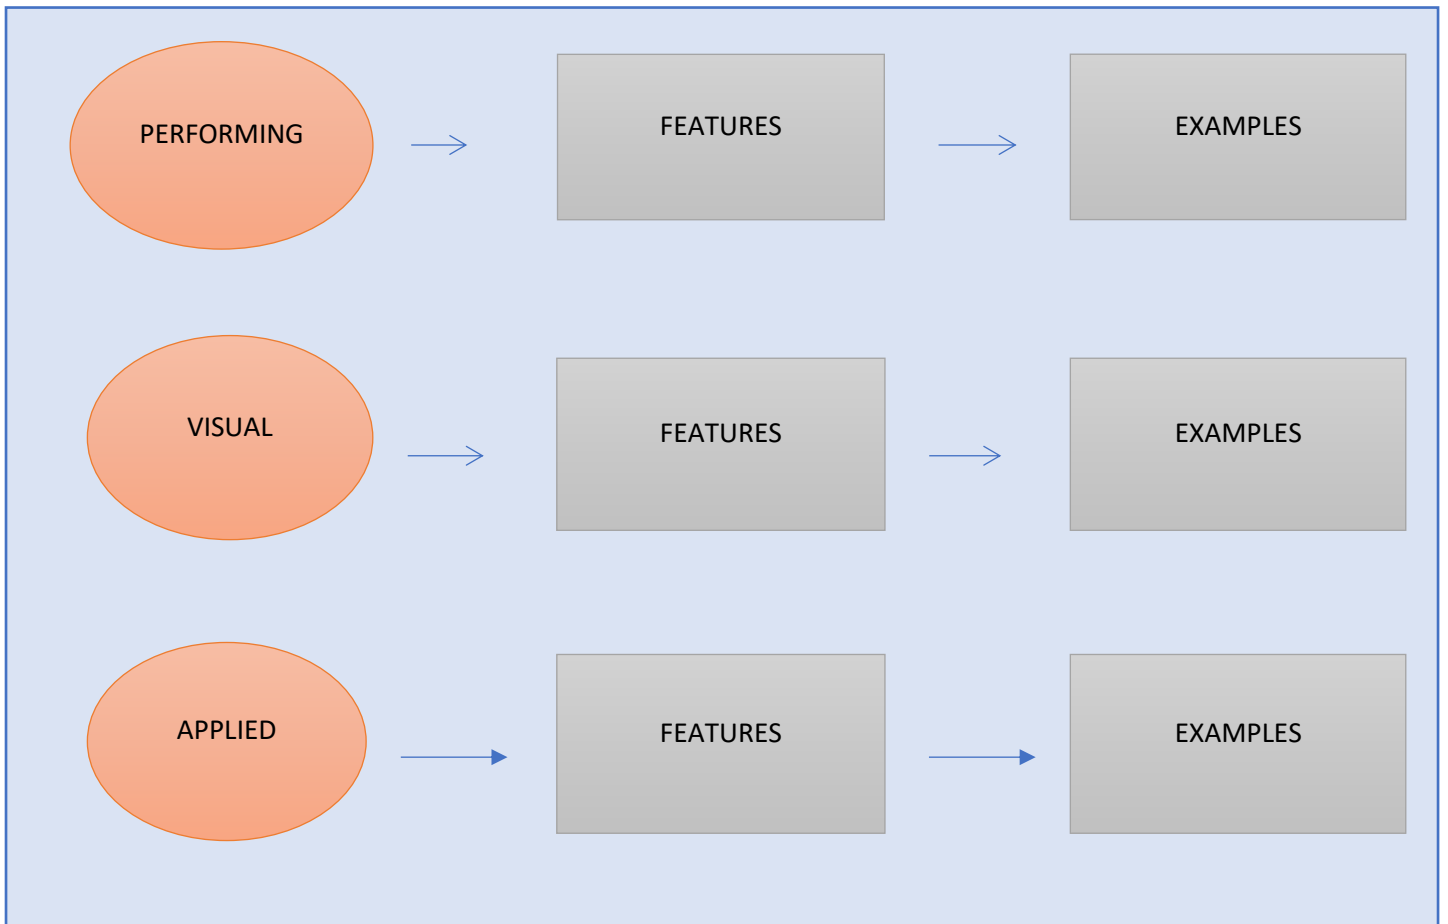 PERFORMING
FEATURES
EXAMPLES
VISUAL
FEATURES
EXAMPLES
APPLIED
FEATURES
EXAMPLES